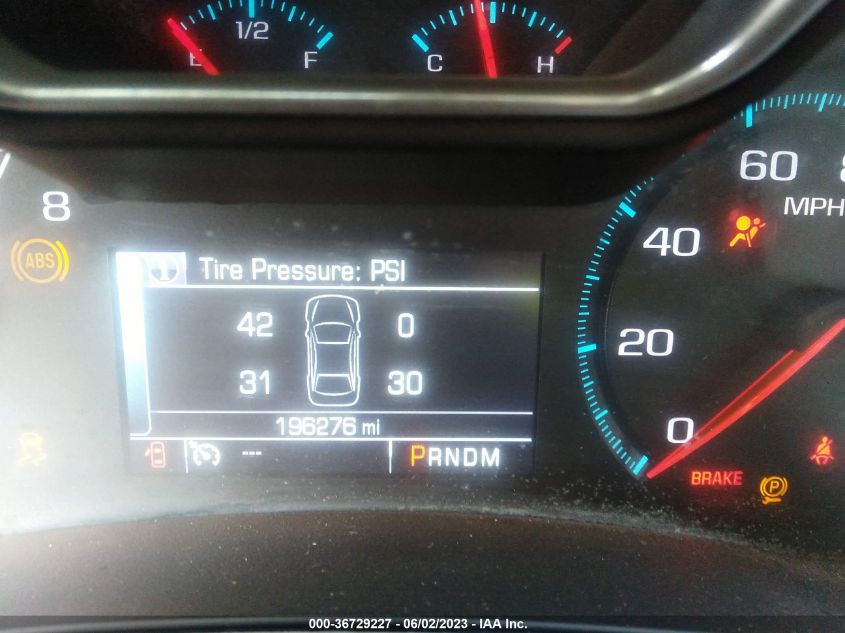 E 1/2 F
C H
8
60
MPH
40
20
0
ABS
Tire Pressure: PSI
42 0
31 30
196276 mi
---
PRNDM
BRAKE
P
000-36729227 - 06/02/2023 - IAA Inc.